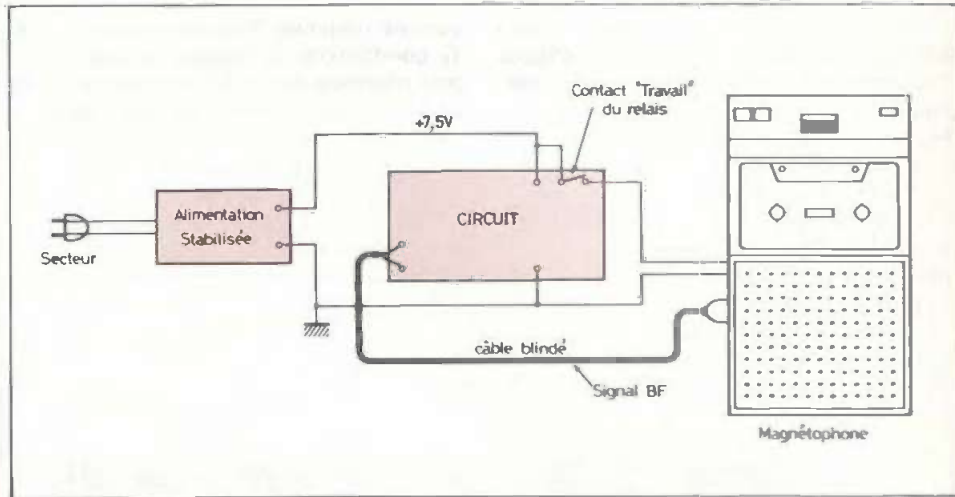 Contact "Travail"
du relais
+7,5V
Alimentation
Stabilisée
CIRCUIT
Secteur
câble blindé
Signal BF
Magnétophone